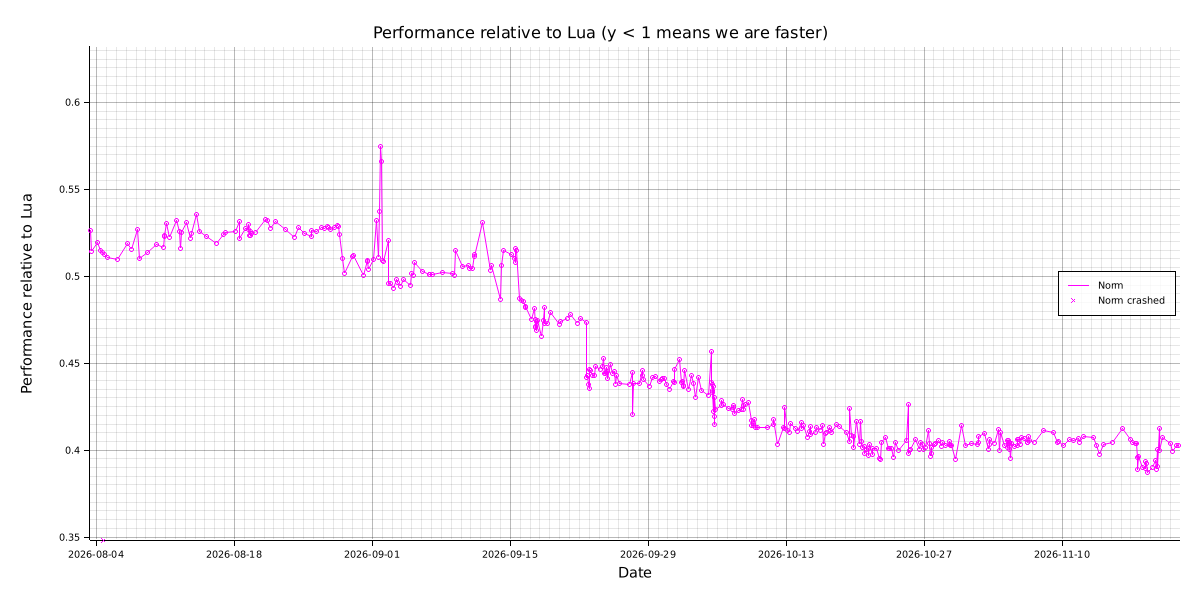 Performance relative to Lua (y < 1 means we are faster)
0.6
0.55
0.5
0.45
0.4
0.35
Performance relative to Lua
Norm
Norm crashed
2026-08-04 2026-08-18 2026-09-01 2026-09-15 2026-09-29 2026-10-13 2026-10-27 2026-11-10
Date